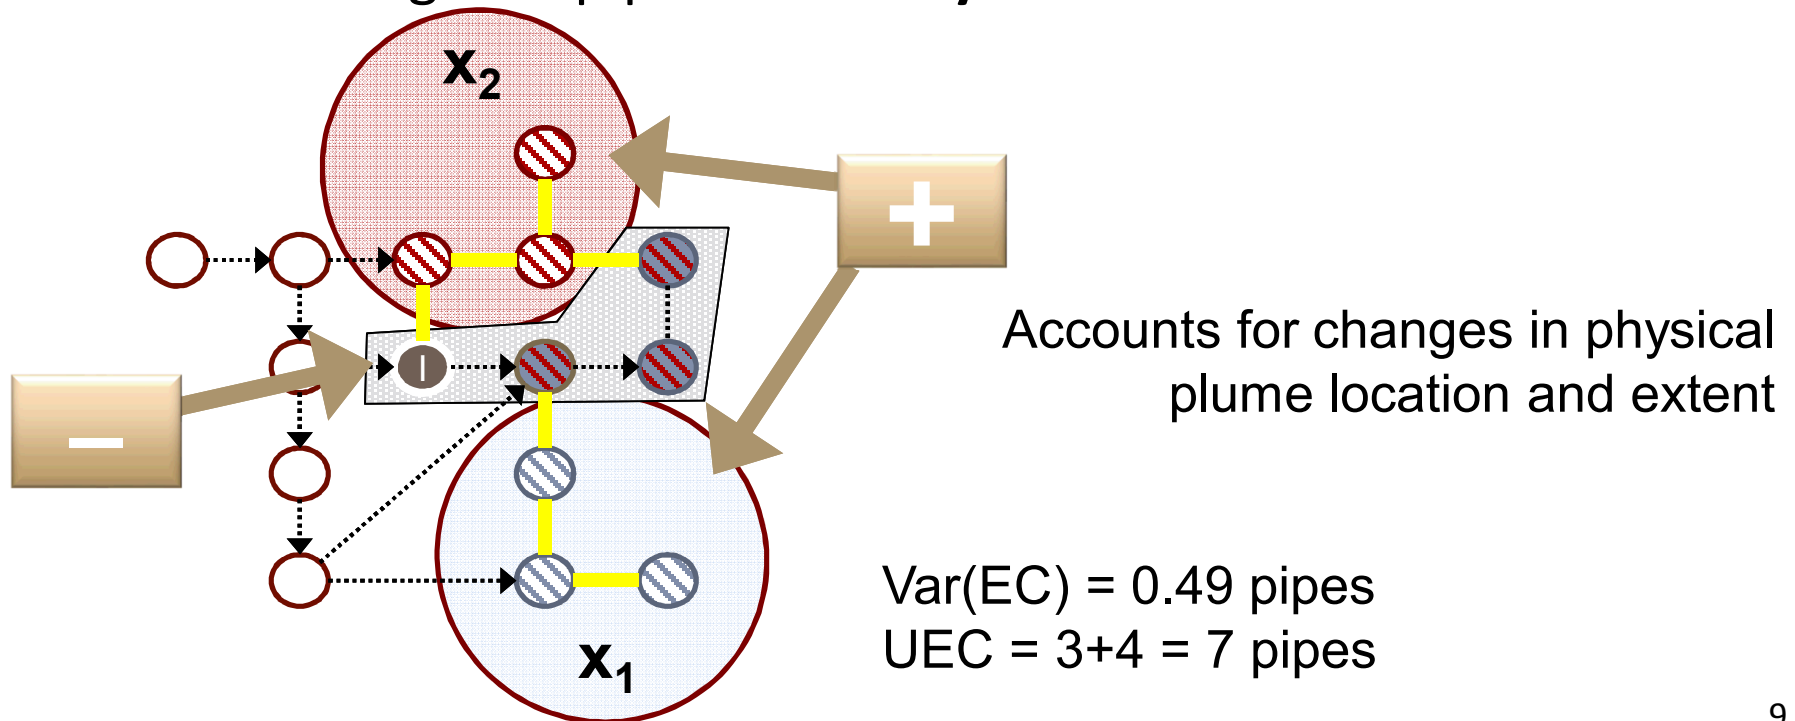 x₂
+
–
I
Accounts for changes in physical
plume location and extent
Var(EC) = 0.49 pipes
UEC = 3+4 = 7 pipes
x₁
9